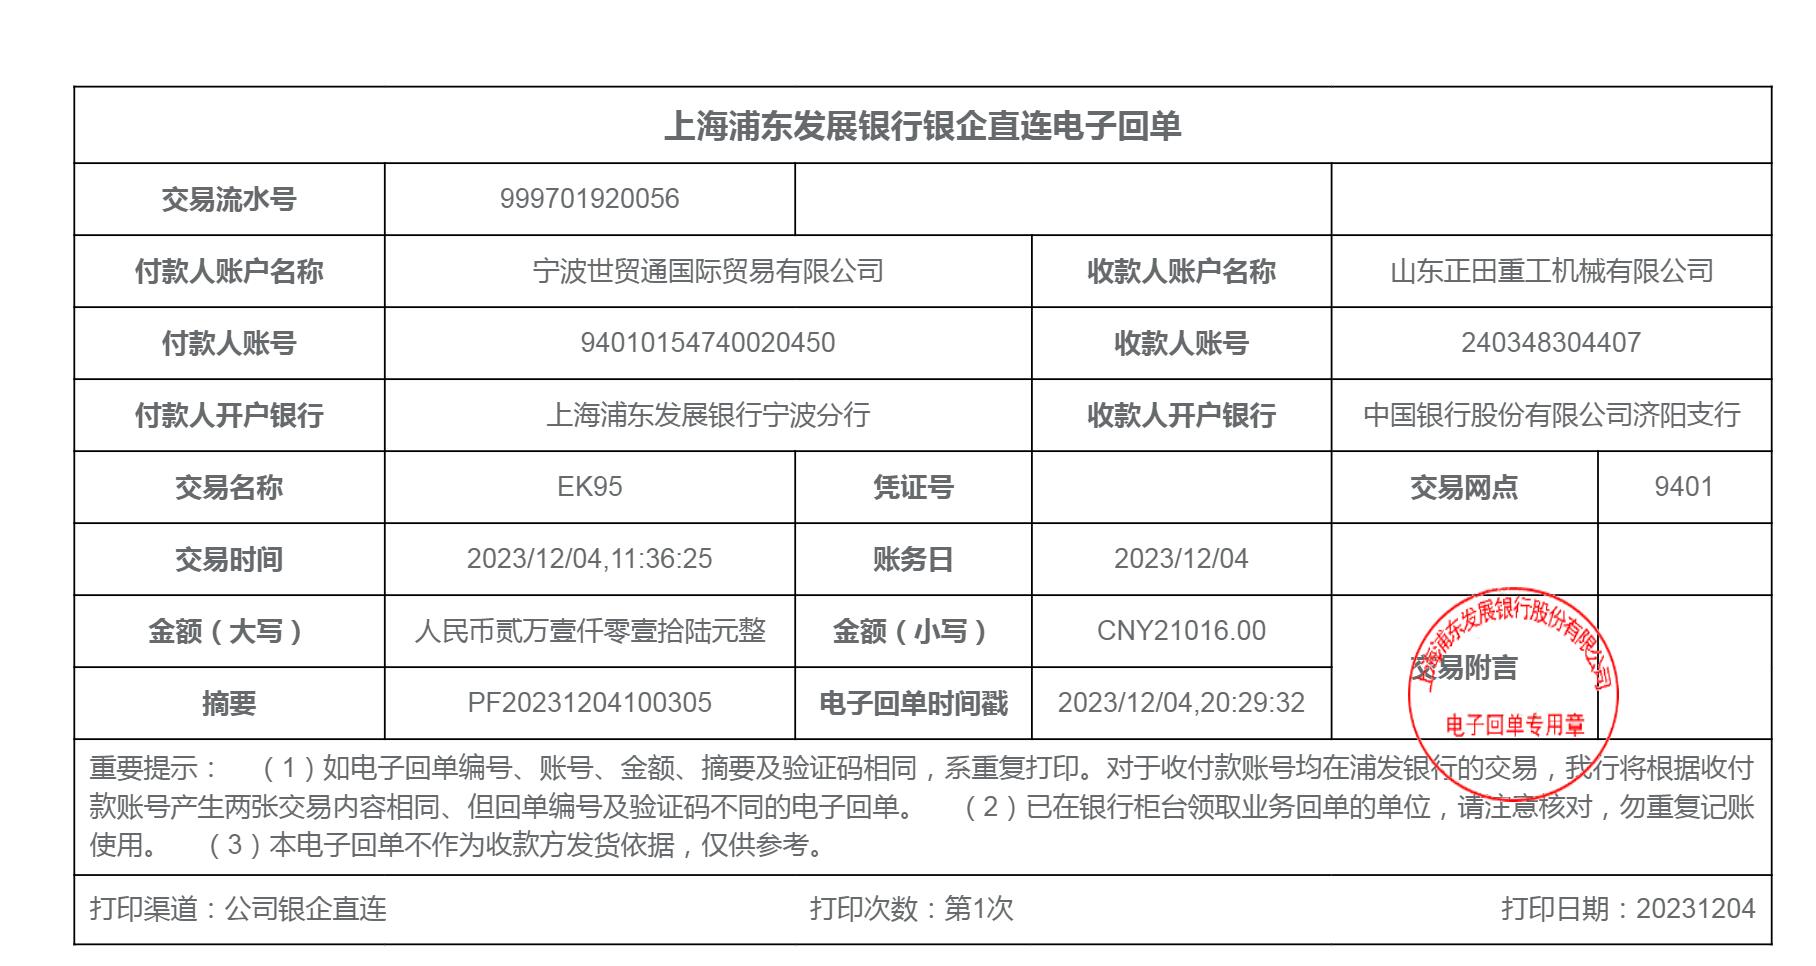 上海浦东发展银行银企直连电子回单
交易流水号 999701920056
付款人账户名称 宁波世贸通国际贸易有限公司 收款人账户名称 山东正田重工机械有限公司
付款人账号 94010154740020450 收款人账号 240348304407
付款人开户银行 上海浦东发展银行宁波分行 收款人开户银行 中国银行股份有限公司济阳支行
交易名称 EK95 凭证号 交易网点 9401
交易时间 2023/12/04,11:36:25 账务日 2023/12/04
金额（大写） 人民币贰万壹仟零壹拾陆元整 金额（小写） CNY21016.00
交易附言
摘要 PF20231204100305 电子回单时间戳 2023/12/04,20:29:32
上海浦东发展银行股份有限公司
电子回单专用章
重要提示： （1）如电子回单编号、账号、金额、摘要及验证码相同，系重复打印。对于收付款账号均在浦发银行的交易，我行将根据收付
款账号产生两张交易内容相同、但回单编号及验证码不同的电子回单。 （2）已在银行柜台领取业务回单的单位，请注意核对，勿重复记账
使用。 （3）本电子回单不作为收款方发货依据，仅供参考。
打印渠道：公司银企直连 打印次数：第1次 打印日期：20231204